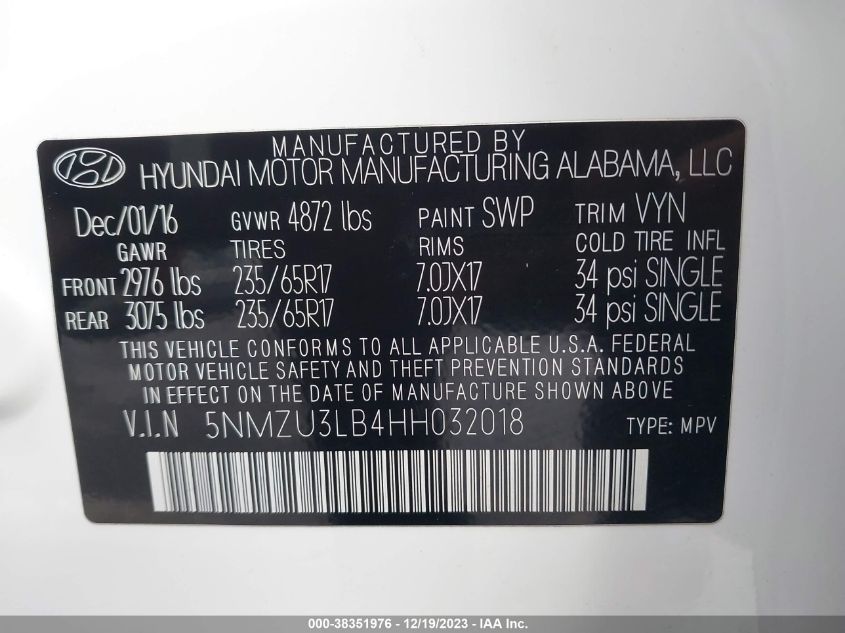 MANUFACTURED BY
HYUNDAI MOTOR MANUFACTURING ALABAMA, LLC
Dec/01/16 GVWR 4872 lbs PAINT SWP TRIM VYN
GAWR TIRES RIMS COLD TIRE INFL
FRONT 2976 lbs 235/65R17 7.0JX17 34 psi SINGLE
REAR 3075 lbs 235/65R17 7.0JX17 34 psi SINGLE
THIS VEHICLE CONFORMS TO ALL APPLICABLE U.S.A. FEDERAL
MOTOR VEHICLE SAFETY AND THEFT PREVENTION STANDARDS
IN EFFECT ON THE DATE OF MANUFACTURE SHOWN ABOVE
V.I.N 5NMZU3LB4HH032018 TYPE: MPV
000-38351976 - 12/19/2023 - IAA Inc.